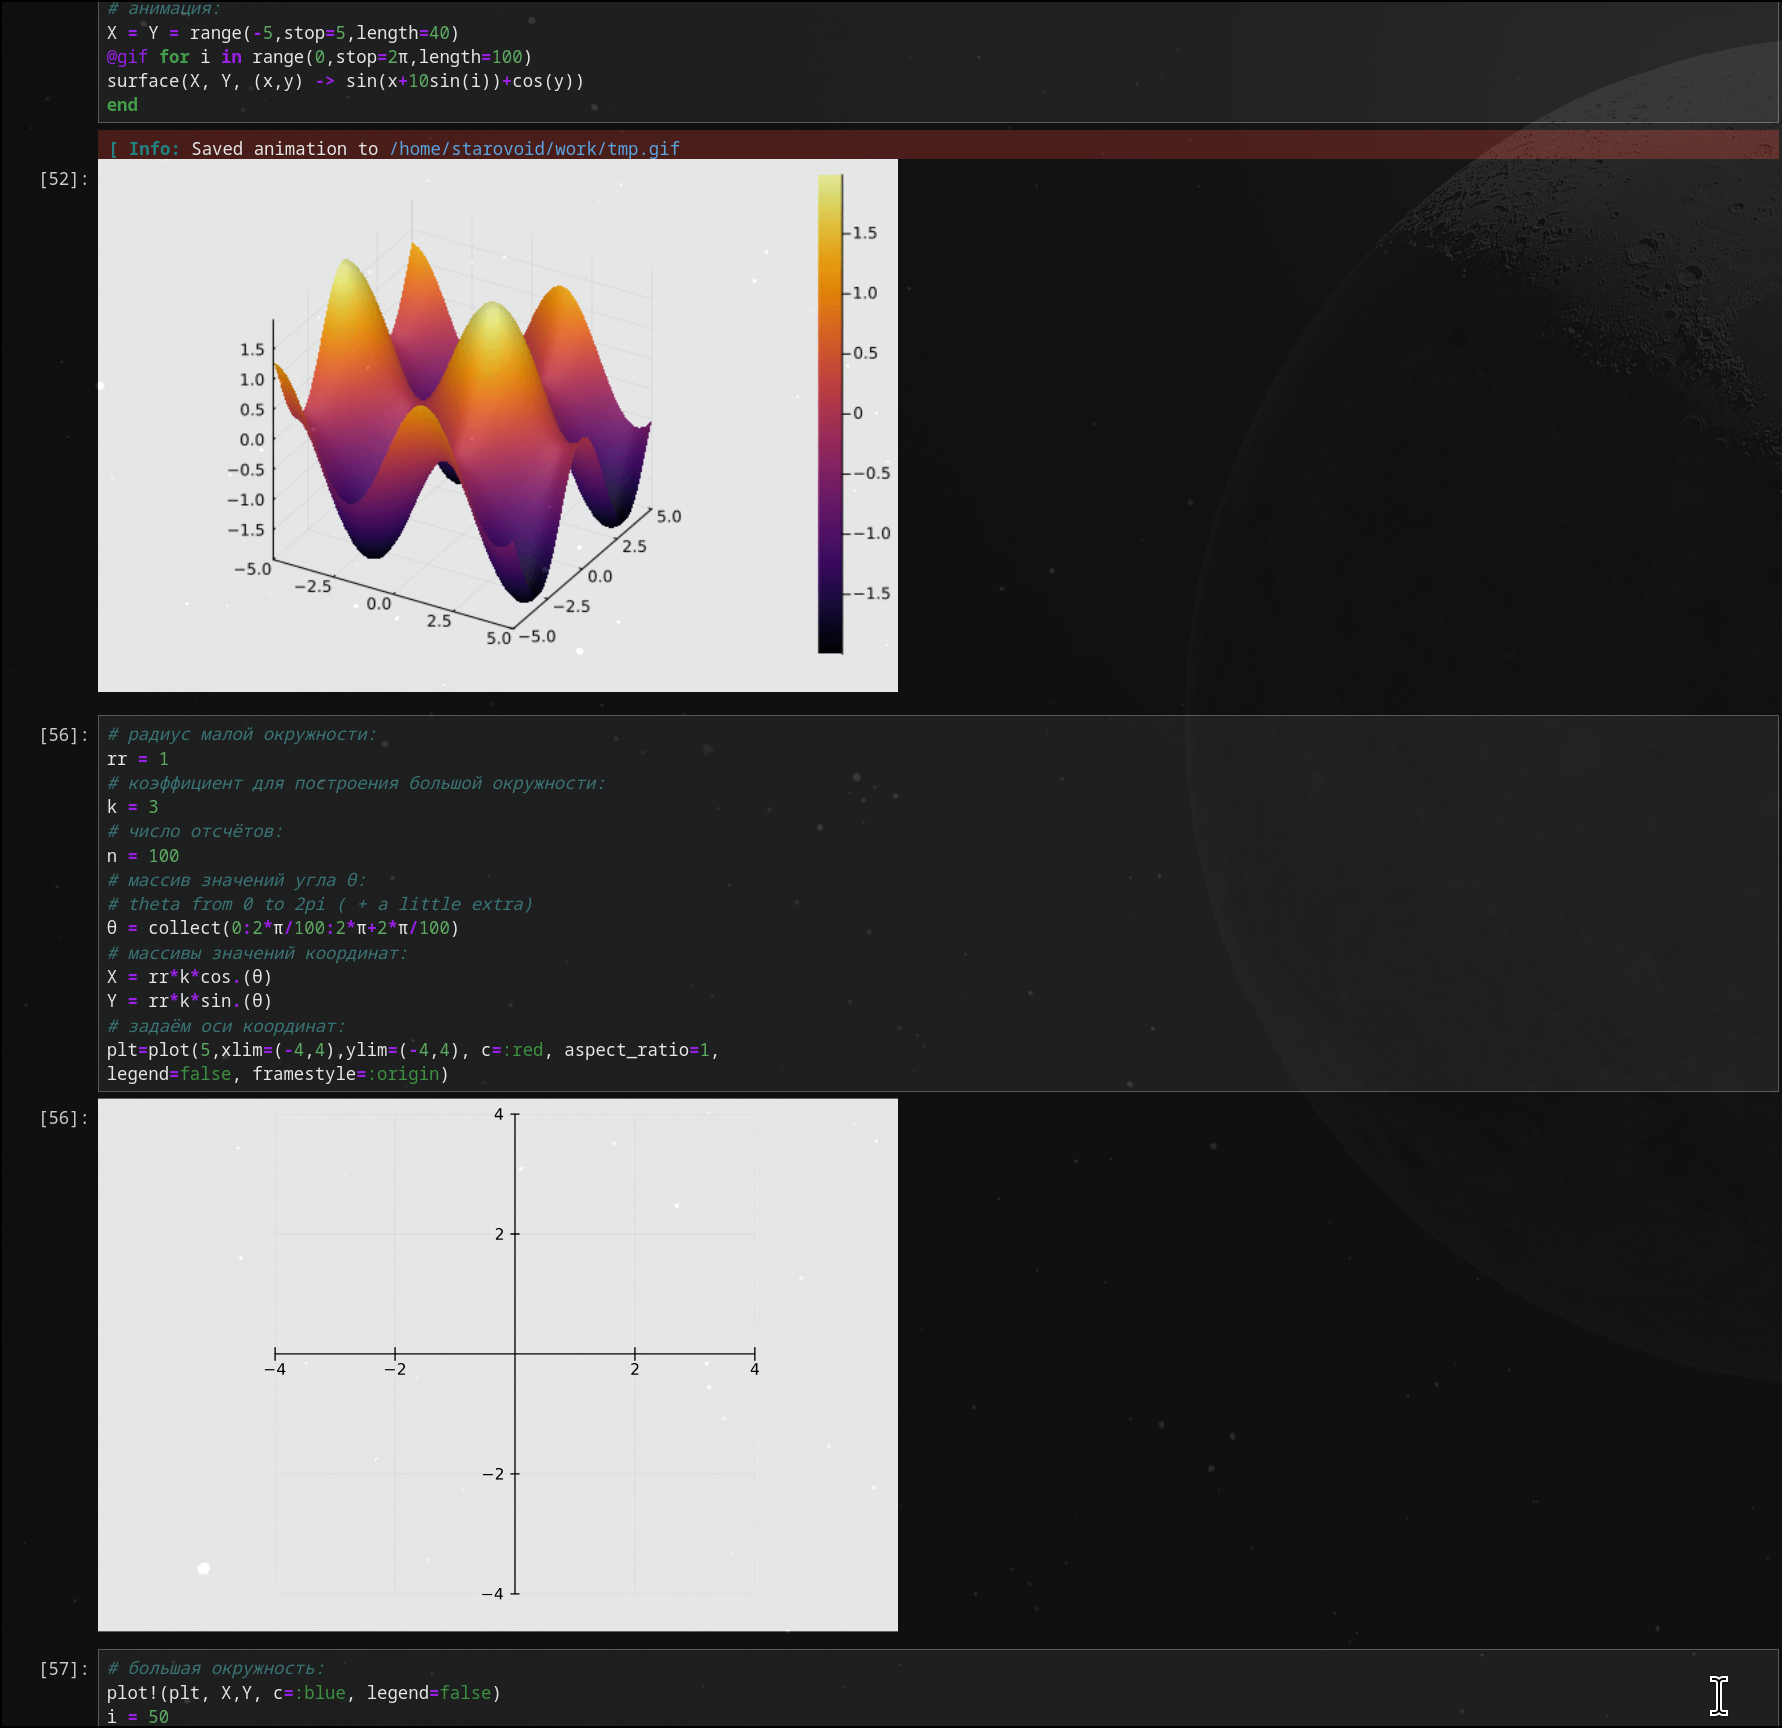 # анимация:
X = Y = range(-5,stop=5,length=40)
@gif for i in range(0,stop=2π,length=100)
surface(X, Y, (x,y) -> sin(x+10sin(i))+cos(y))
end
[ Info: Saved animation to /home/starovoid/work/tmp.gif
[52]:
1.5
1.0
0.5
0
−0.5
−1.0
−1.5
1.5
1.0
0.5
0.0
−0.5
−1.0
−1.5
−5.0
−2.5
0.0
2.5
5.0
−5.0
−2.5
0.0
2.5
5.0
[56]:
# радиус малой окружности:
rr = 1
# коэффициент для построения большой окружности:
k = 3
# число отсчётов:
n = 100
# массив значений угла θ:
# theta from 0 to 2pi ( + a little extra)
θ = collect(0:2*π/100:2*π+2*π/100)
# массивы значений координат:
X = rr*k*cos.(θ)
Y = rr*k*sin.(θ)
# задаём оси координат:
plt=plot(5,xlim=(-4,4),ylim=(-4,4), c=:red, aspect_ratio=1,
legend=false, framestyle=:origin)
[56]:
4
2
−4 −2 2 4
−2
−4
[57]:
# большая окружность:
plot!(plt, X,Y, c=:blue, legend=false)
i = 50